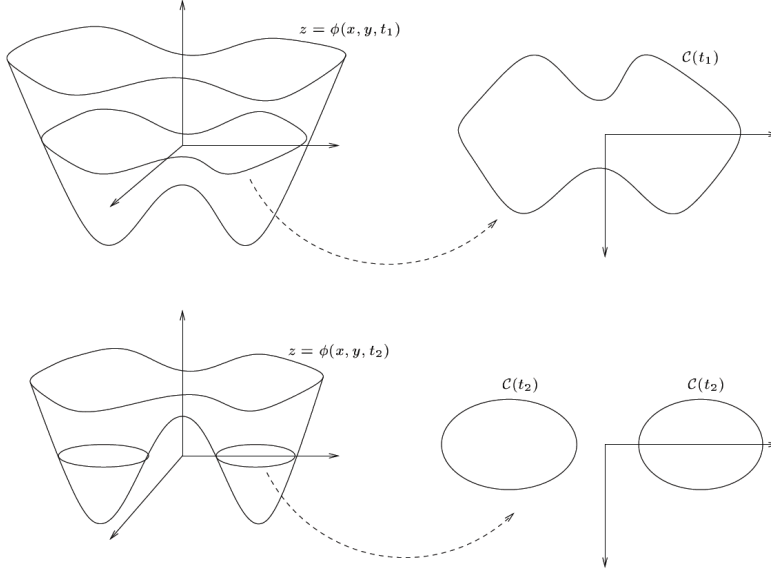 z = ϕ(x, y, t₁)
𝒞(t₁)
z = ϕ(x, y, t₂)
𝒞(t₂)
𝒞(t₂)